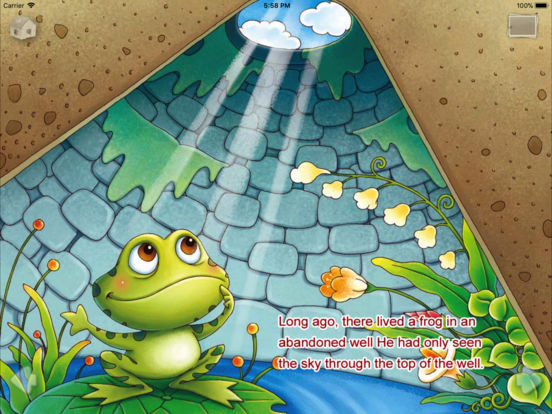 Carrier 5:58 PM 100%
Long ago, there lived a frog in an
abandoned well He had only seen
the sky through the top of the well.